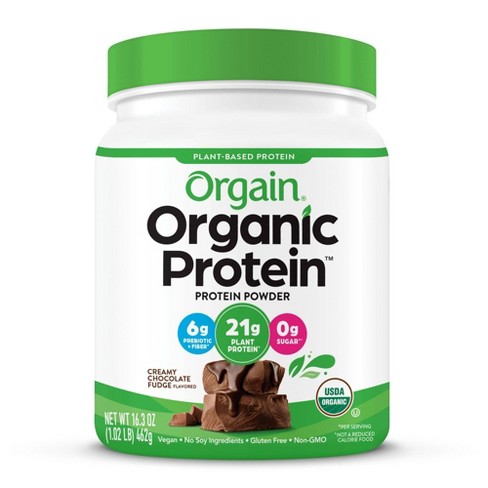 PLANT-BASED PROTEIN
Orgain®
Organic
Protein™
PROTEIN POWDER
6g
PREBIOTIC
+ FIBER*
21g
PLANT
PROTEIN*
0g
SUGAR*^
CREAMY
CHOCOLATE
FUDGE FLAVORED
USDA
ORGANIC
U
NET WT 16.3 OZ
(1.02 LB) 462g
Vegan • No Soy Ingredients • Gluten Free • Non-GMO
*PER SERVING
^NOT A REDUCED
CALORIE FOOD